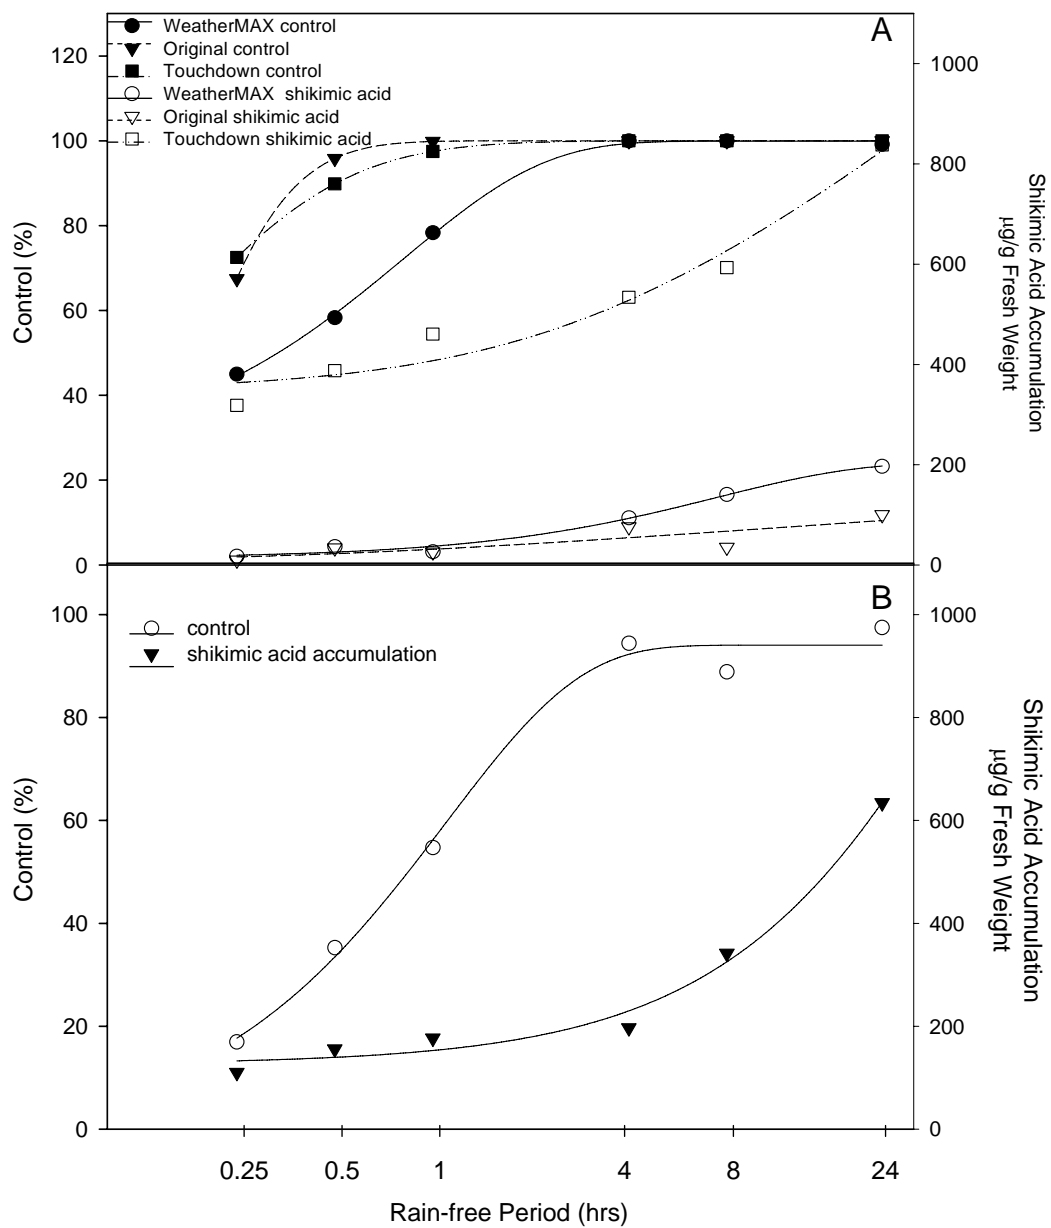 WeatherMAX control
Original control
Touchdown control
WeatherMAX shikimic acid
Original shikimic acid
Touchdown shikimic acid
A
120
100
80
60
40
20
0
Control (%)
1000
800
600
400
200
0
Shikimic Acid Accumulation
μg/g Fresh Weight
B
control
shikimic acid accumulation
100
80
60
40
20
0
Control (%)
1000
800
600
400
200
0
Shikimic Acid Accumulation
μg/g Fresh Weight
0.25 0.5 1 4 8 24
Rain-free Period (hrs)